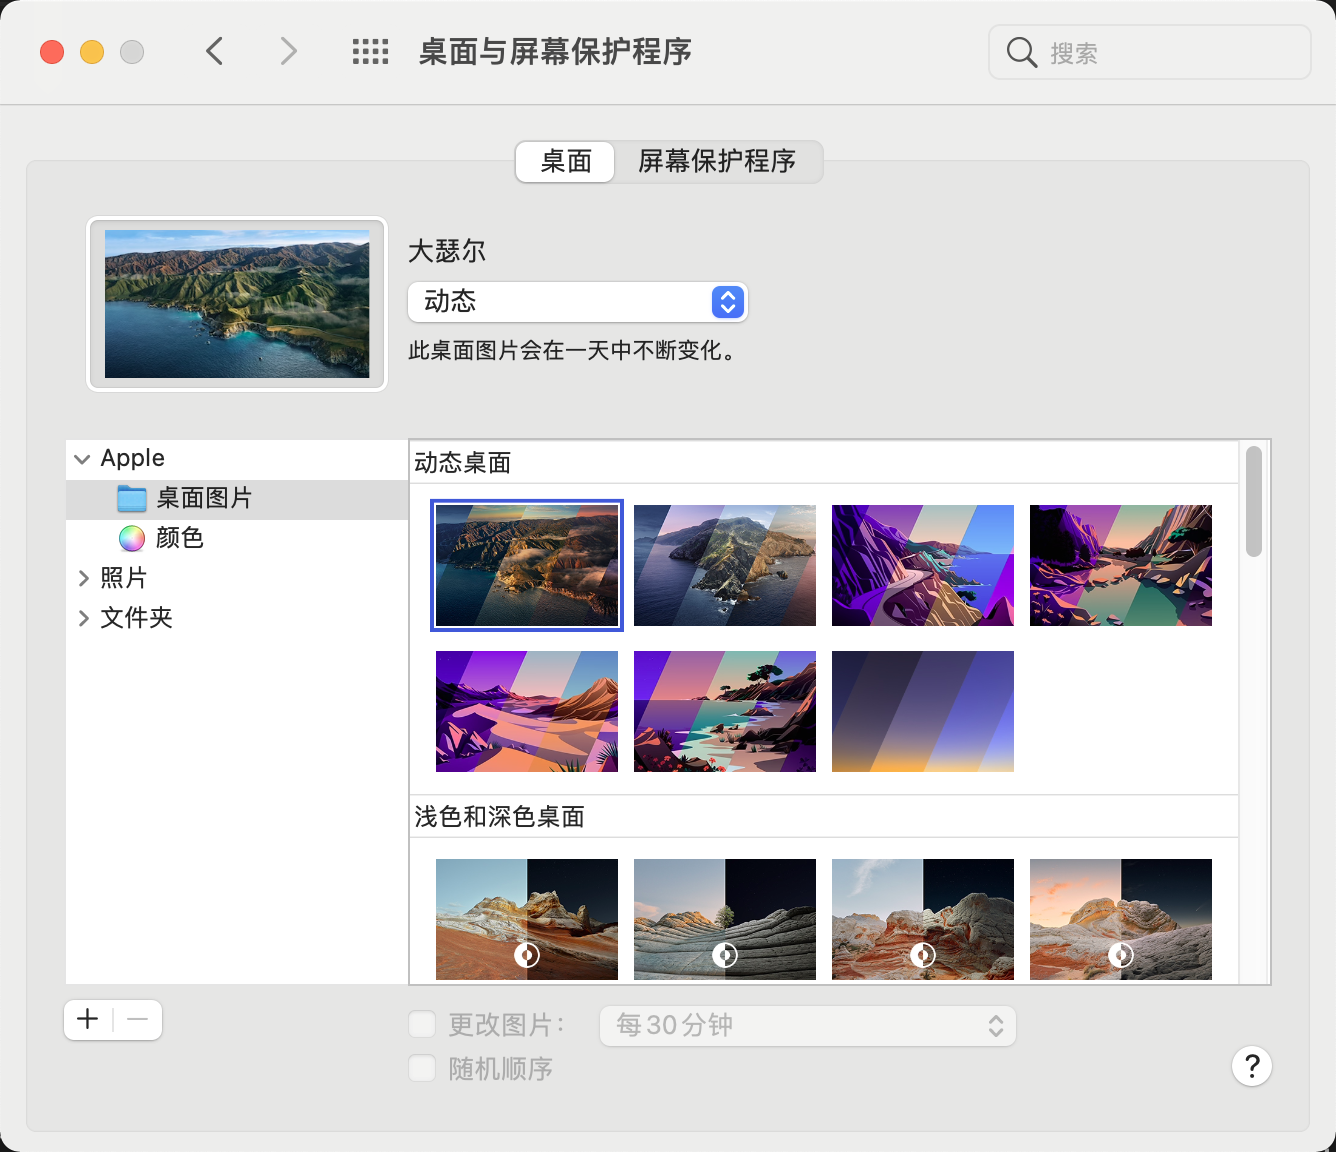 桌面与屏幕保护程序
搜索
桌面
屏幕保护程序
大瑟尔
动态
此桌面图片会在一天中不断变化。
Apple
桌面图片
颜色
照片
文件夹
动态桌面
浅色和深色桌面
更改图片：
每 30 分钟
随机顺序
?